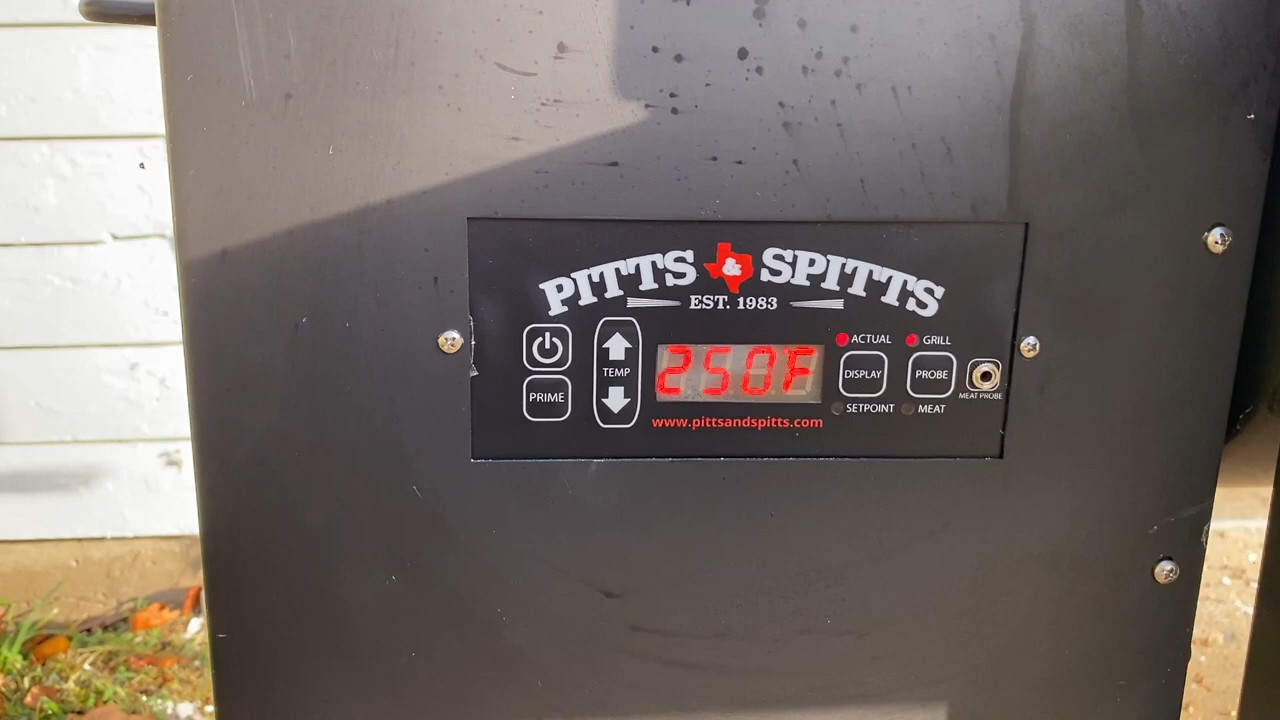 PITTS & SPITTS
EST. 1983
ACTUAL GRILL
TEMP
250F
DISPLAY
PROBE
PRIME
MEAT PROBE
SETPOINT MEAT
www.pittsandspitts.com